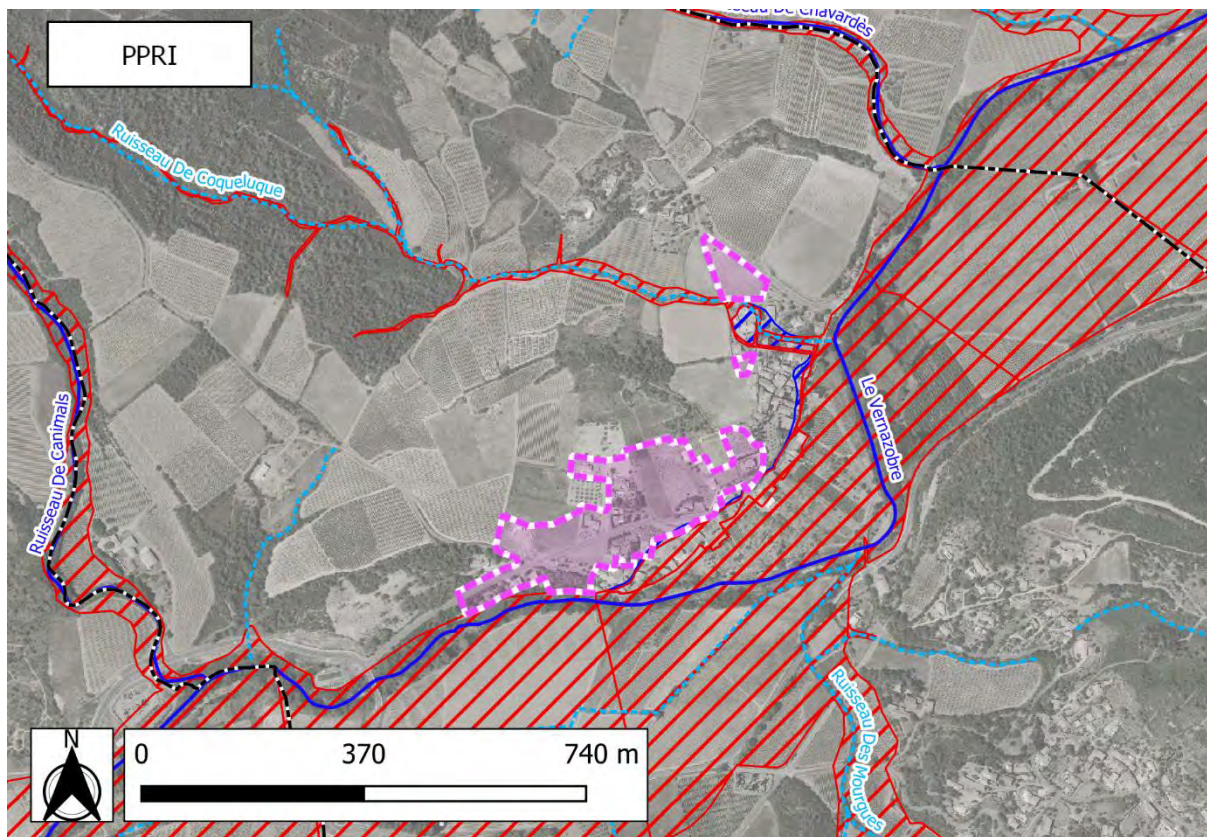 PPRI
Ruisseau De Coqueluque
Ruisseau De Canimals
Le Vernazobre
Ruisseau Des Mourgues
N
0 370 740 m